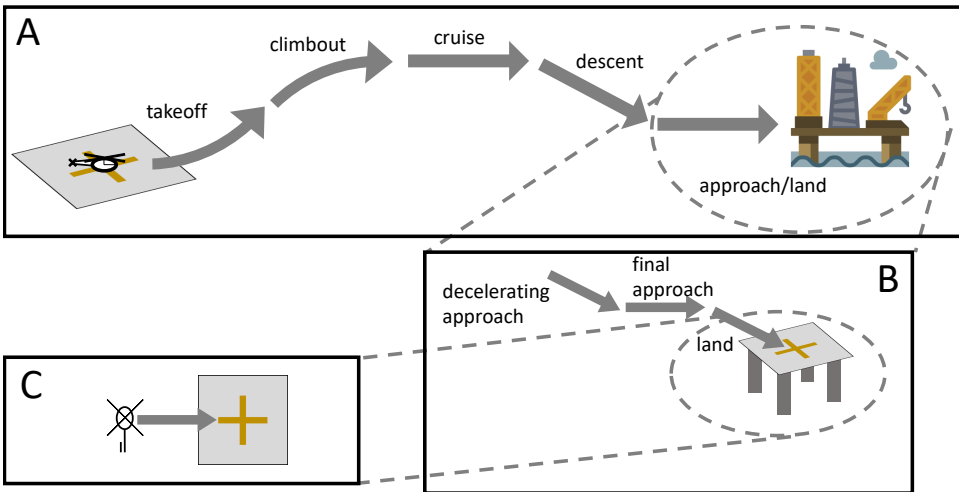 A
climbout
cruise
descent
takeoff
approach/land
B
final
approach
decelerating
approach
land
C